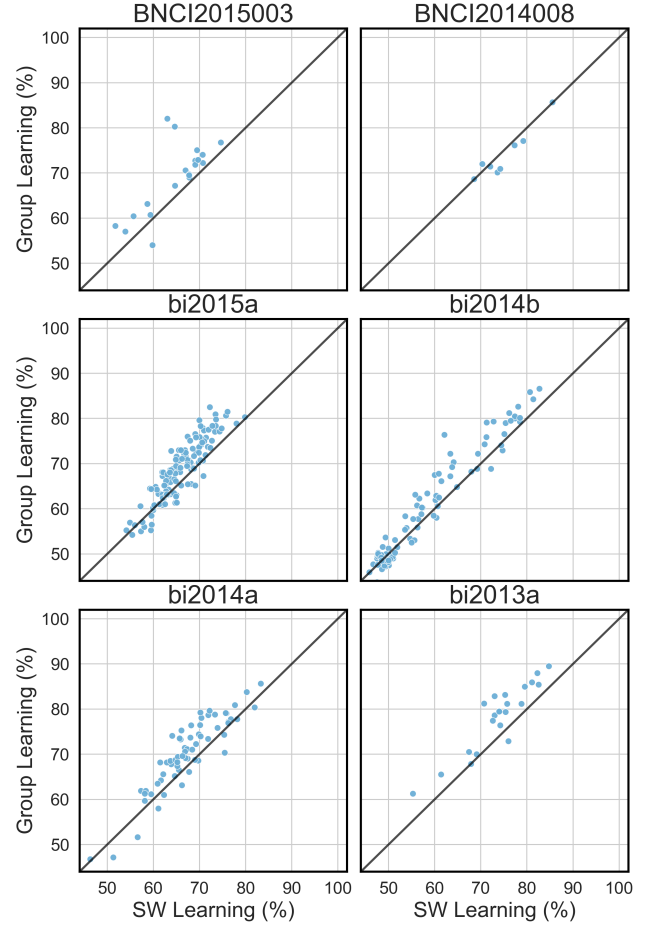 BNCI2015003 BNCI2014008
100
90
80
70
60
50
Group Learning (%)
bi2015a bi2014b
100
90
80
70
60
50
Group Learning (%)
bi2014a bi2013a
100
90
80
70
60
50
Group Learning (%)
50 60 70 80 90 100 50 60 70 80 90 100
SW Learning (%) SW Learning (%)